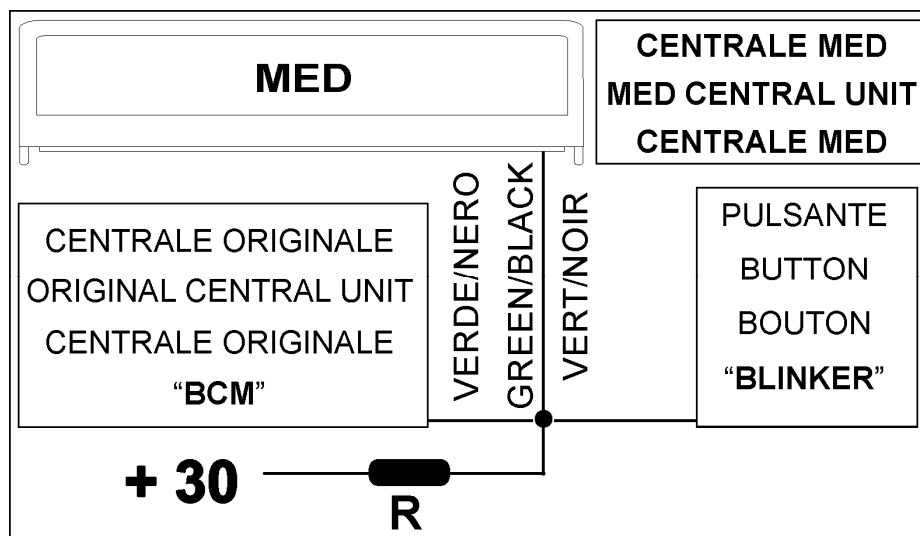 MED
CENTRALE MED
MED CENTRAL UNIT
CENTRALE MED
CENTRALE ORIGINALE
ORIGINAL CENTRAL UNIT
CENTRALE ORIGINALE
“BCM”
VERDE/NERO
GREEN/BLACK
VERT/NOIR
PULSANTE
BUTTON
BOUTON
“BLINKER”
+ 30
R